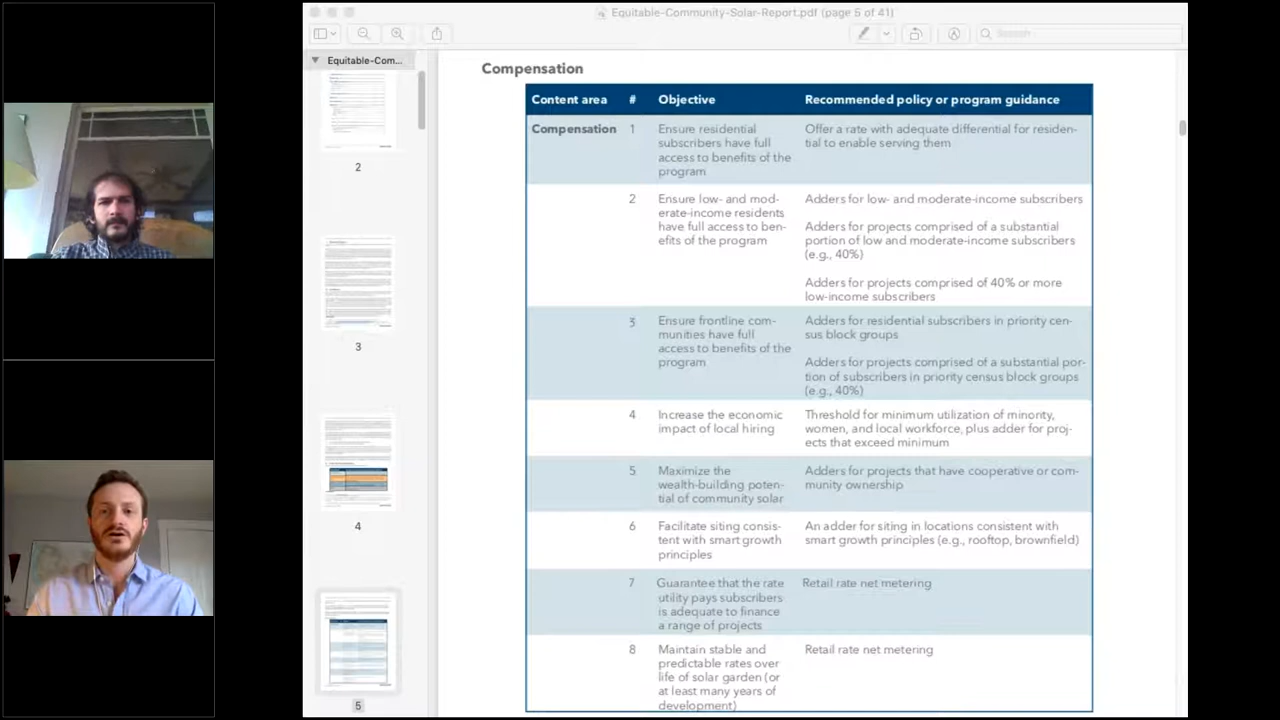 Equitable-Community-Solar-Report.pdf (page 5 of 41)
Search
Equitable-Com...
2
3
4
5
Compensation
Content area # Objective Recommended policy or program guidance
Compensation 1 Ensure residential Offer a rate with adequate differential for residen-
subscribers have full tial to enable serving them
access to benefits of the
program
2 Ensure low- and mod- Adders for low- and moderate-income subscribers
erate-income residents
have full access to ben- Adders for projects comprised of a substantial
efits of the program portion of low and moderate-income subscribers
(e.g., 40%)
Adders for projects comprised of 40% or more
low-income subscribers
3 Ensure frontline com- Adders for residential subscribers in priority cen-
munities have full sus block groups
access to benefits of the
program Adders for projects comprised of a substantial por-
tion of subscribers in priority census block groups
(e.g., 40%)
4 Increase the economic Threshold for minimum utilization of minority,
impact of local hiring women, and local workforce, plus adder for proj-
ects that exceed minimum
5 Maximize the Adders for projects that have cooperative or com-
wealth-building poten- munity ownership
tial of community solar
6 Facilitate siting consis- An adder for siting in locations consistent with
tent with smart growth smart growth principles (e.g., rooftop, brownfield)
principles
7 Guarantee that the rate Retail rate net metering
utility pays subscribers
is adequate to finance
a range of projects
8 Maintain stable and Retail rate net metering
predictable rates over
life of solar garden (or
at least many years of
development)